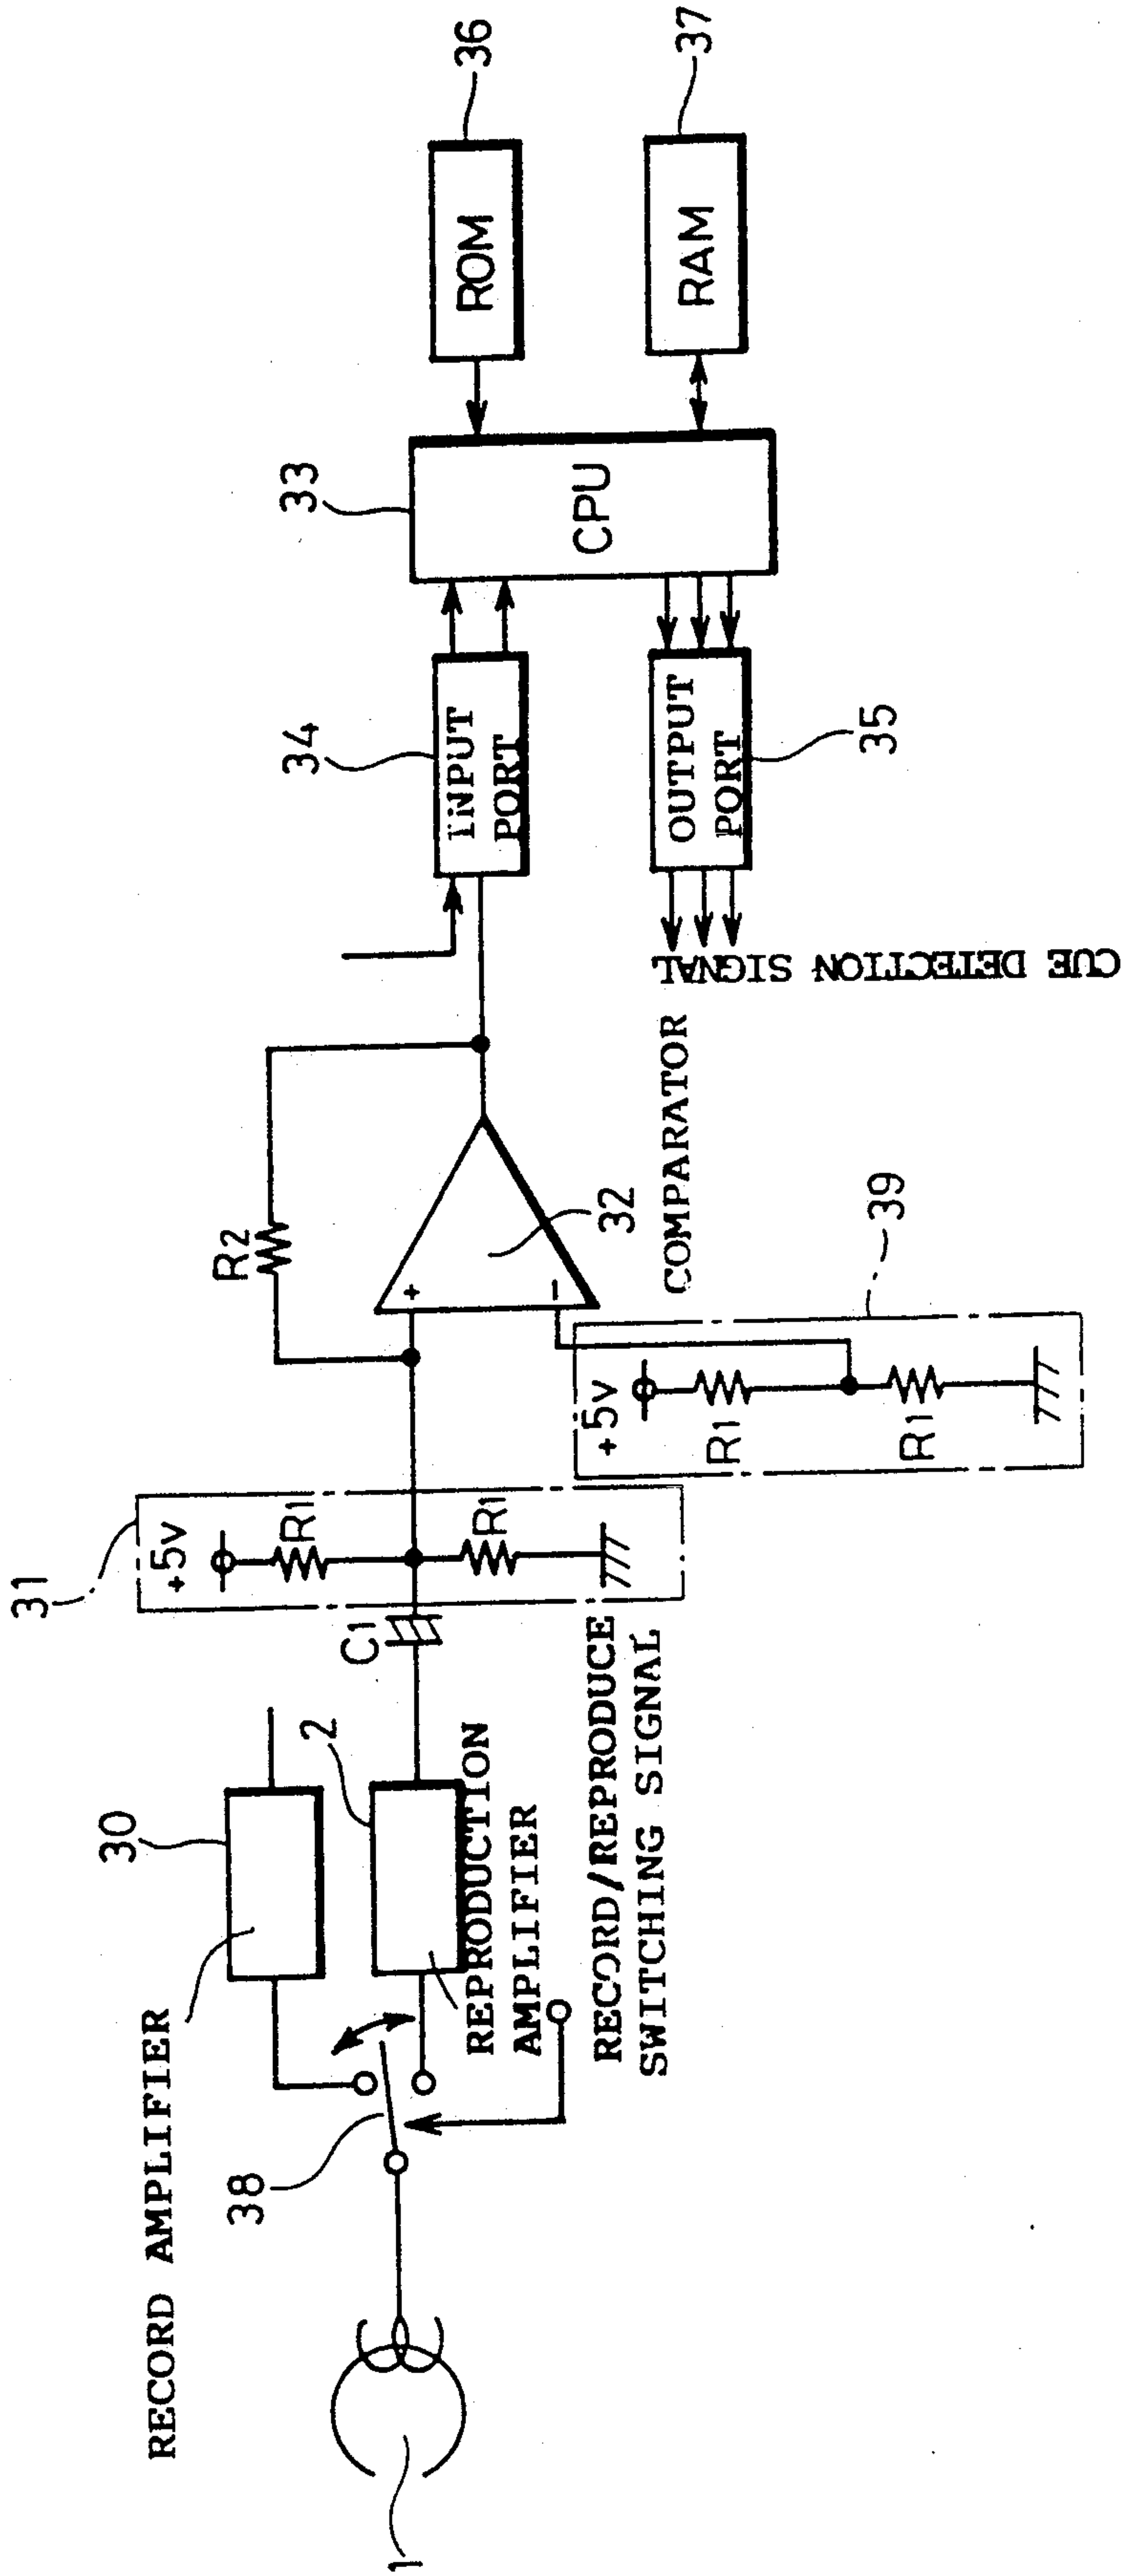 RECORD AMPLIFIER
30
31
+5v
R1
R1
C1
2
REPRODUCTION
AMPLIFIER
38
1
RECORD/REPRODUCE
SWITCHING SIGNAL
R2
+
−
32
COMPARATOR
+5v
R1
R1
39
34
INPUT
PORT
33
CPU
ROM
36
RAM
37
OUTPUT
PORT
35
CUE DETECTION SIGNAL